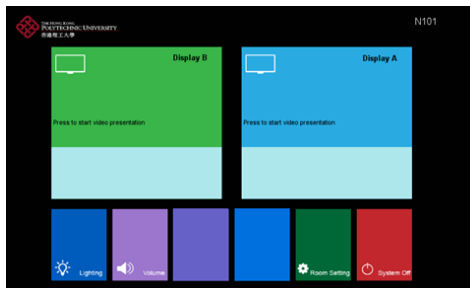 THE HONG KONG
POLYTECHNIC UNIVERSITY
香港理工大學
N101
Display B
Press to start video presentation
Display A
Press to start video presentation
Lighting
Volume
Room Setting
System Off